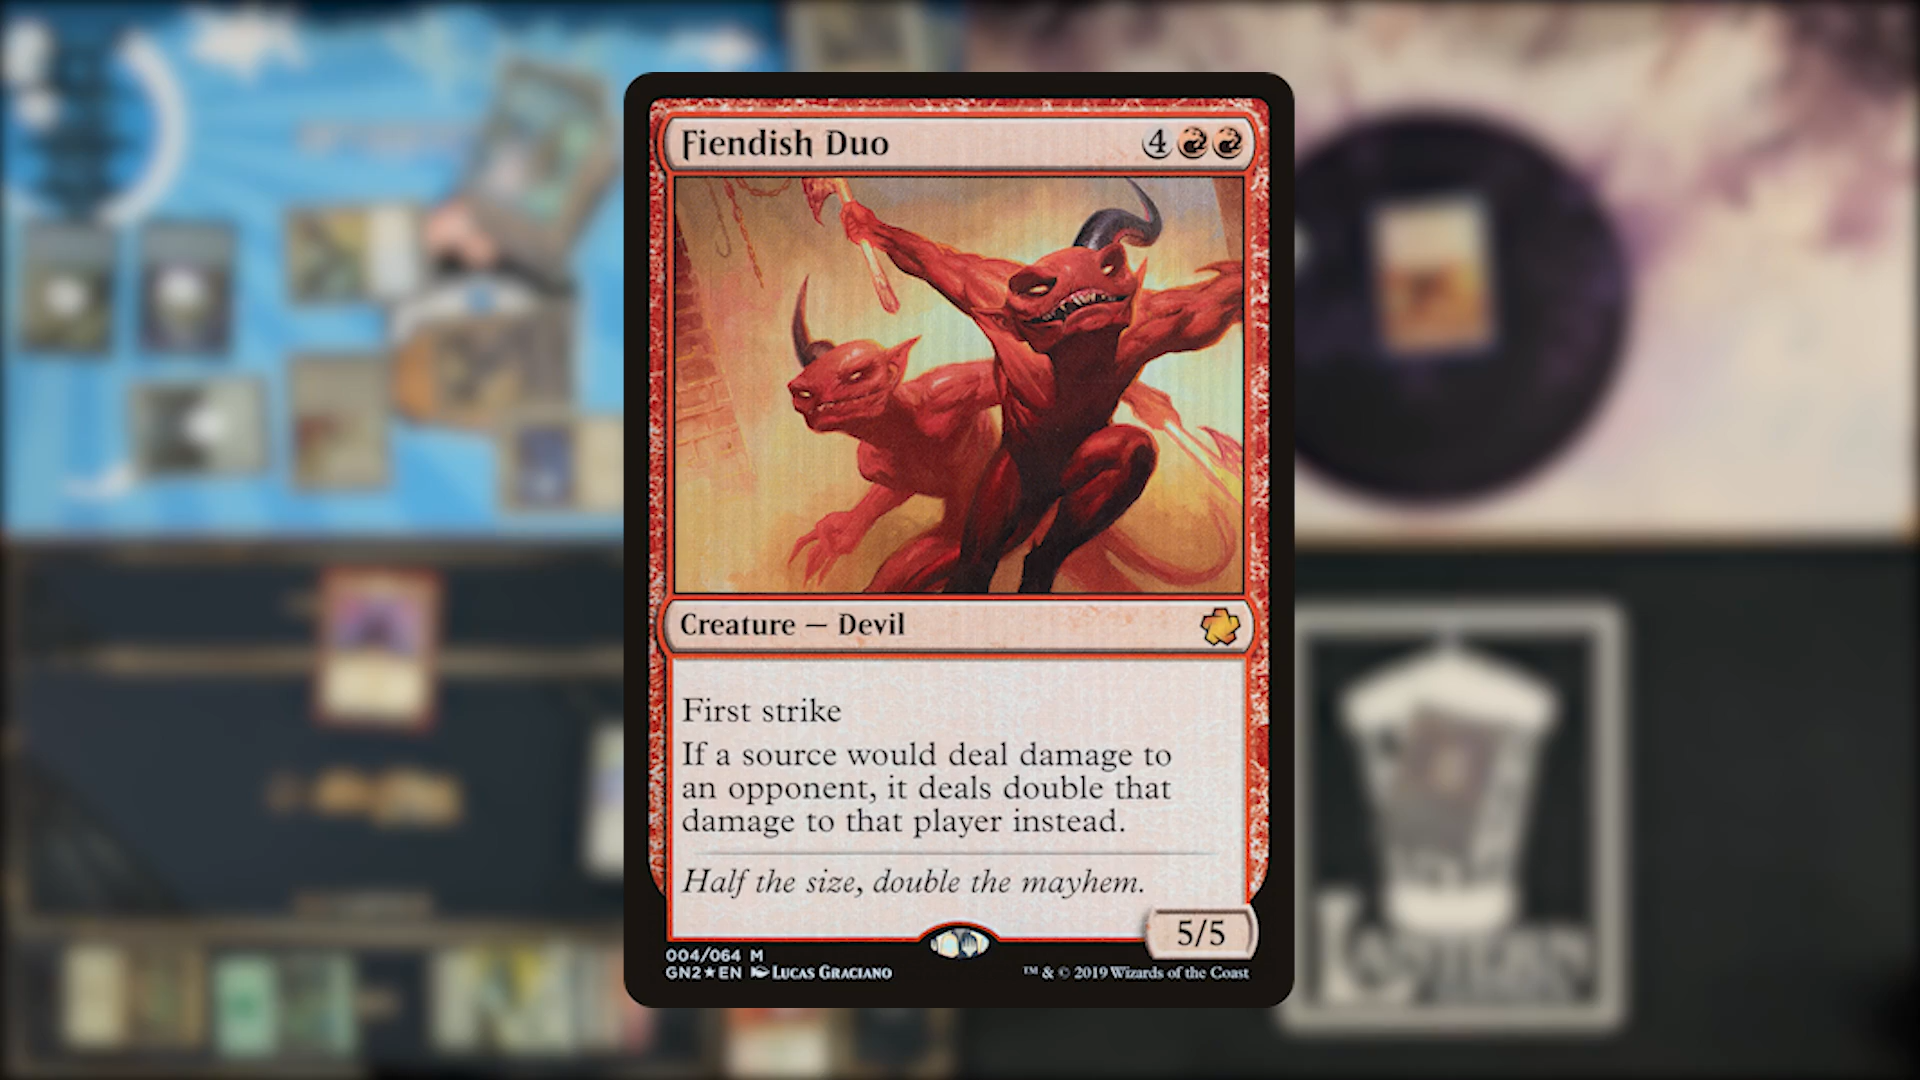 Fiendish Duo 4
Creature — Devil
First strike
If a source would deal damage to
an opponent, it deals double that
damage to that player instead.
Half the size, double the mayhem.
5/5
004/064 M
GN2★EN Lucas Graciano
™ & © 2019 Wizards of the Coast